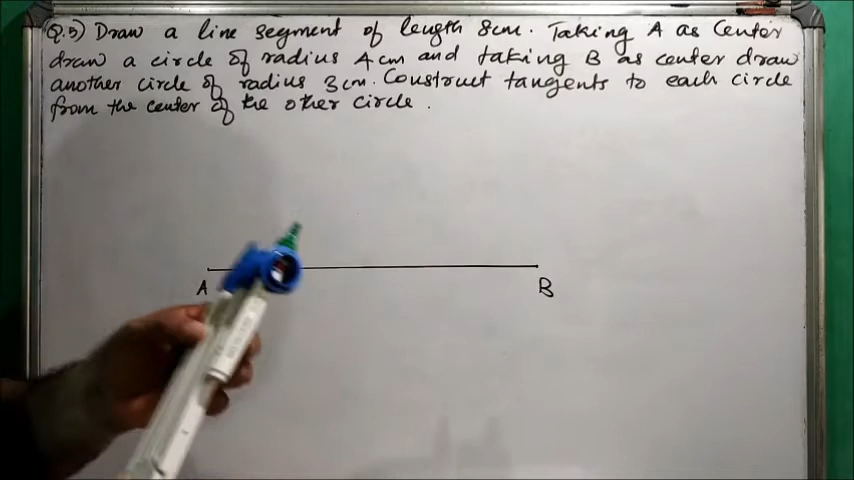 Q.5) Draw a line segment of length 8cm. Taking A as Center
draw a circle of radius 4cm and taking B as center draw
another circle of radius 3cm. Construct tangents to each circle
from the center of the other circle.
A
B